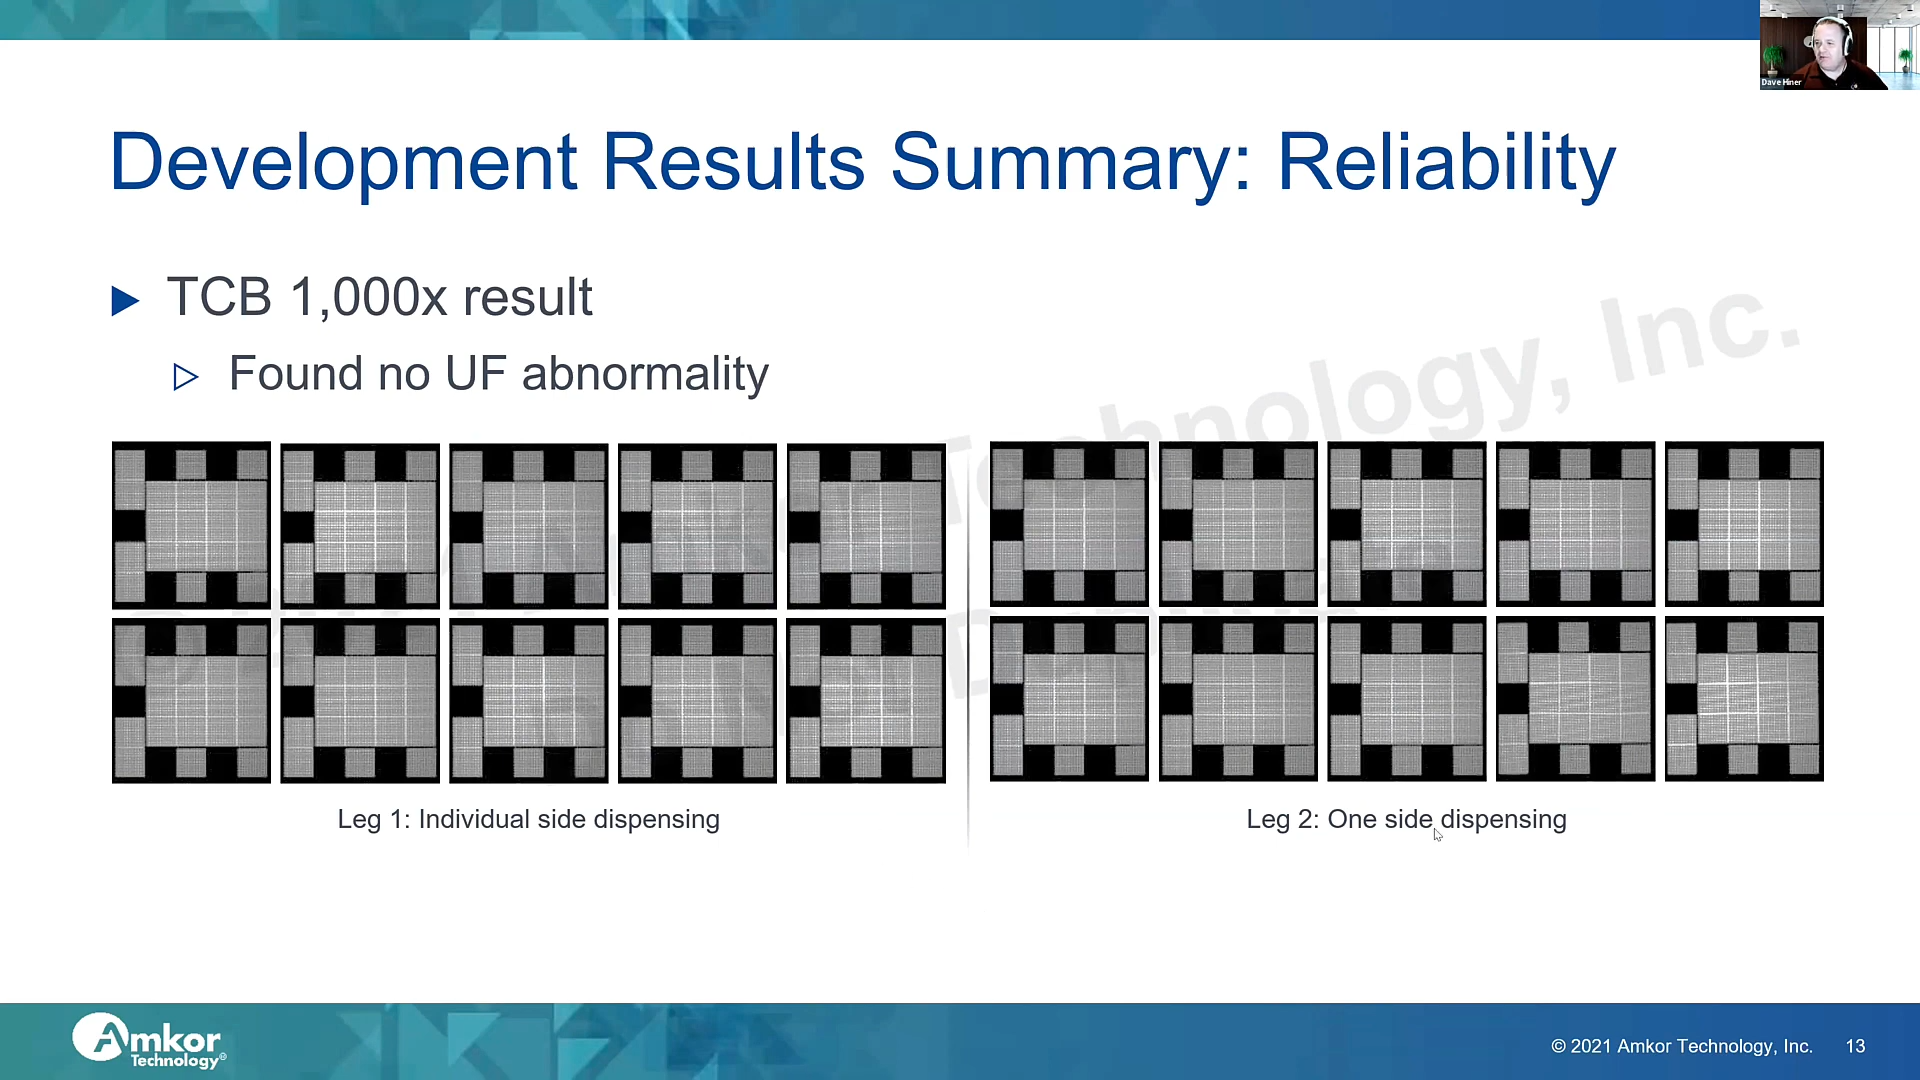 Dave Hiner
Development Results Summary: Reliability
TCB 1,000x result
Found no UF abnormality
Technology, Inc.
Leg 1: Individual side dispensing
Leg 2: One side dispensing
Amkor
Technology®
© 2021 Amkor Technology, Inc.
13